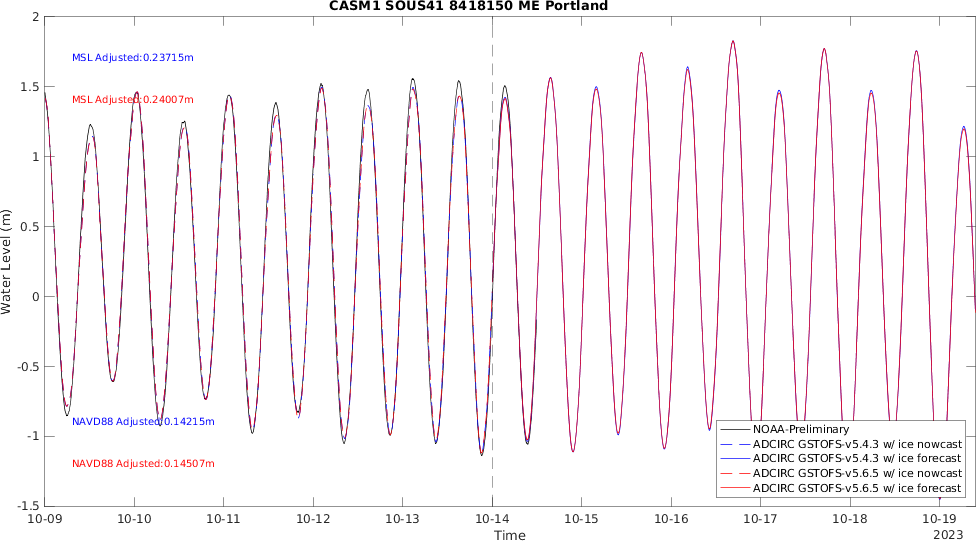 CASM1 SOUS41 8418150 ME Portland
2
MSL Adjusted:0.23715m
1.5
MSL Adjusted:0.24007m
1
0.5
Water Level (m)
0
-0.5
NAVD88 Adjusted:0.14215m
-1
NAVD88 Adjusted:0.14507m
-1.5
NOAA-Preliminary
ADCIRC GSTOFS-v5.4.3 w/ ice nowcast
ADCIRC GSTOFS-v5.4.3 w/ ice forecast
ADCIRC GSTOFS-v5.6.5 w/ ice nowcast
ADCIRC GSTOFS-v5.6.5 w/ ice forecast
10-09 10-10 10-11 10-12 10-13 10-14 10-15 10-16 10-17 10-18 10-19
Time
2023